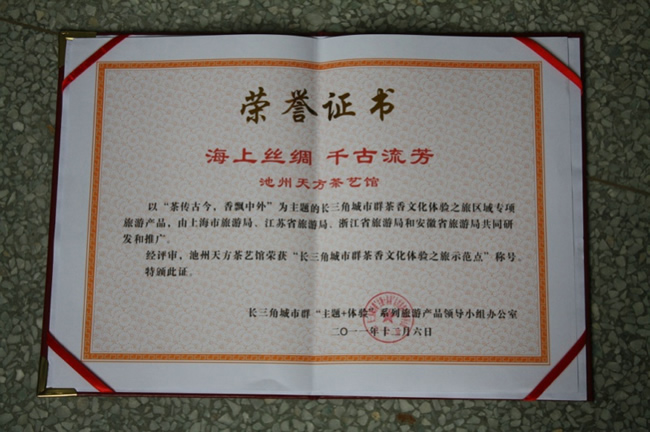 荣誉证书
海上丝绸 千古流芳
池州天方茶艺馆
以“茶传古今，香飘中外”为主题的长三角城市群茶香文化体验之旅区域专项
旅游产品，由上海市旅游局、江苏省旅游局、浙江省旅游局和安徽省旅游局共同研
发和推广。
经评审，池州天方茶艺馆荣获“长三角城市群茶香文化体验之旅示范点”称号。
特颁此证。
长三角城市群“主题+体验”系列旅游产品领导小组办公室
二〇一一年十二月六日